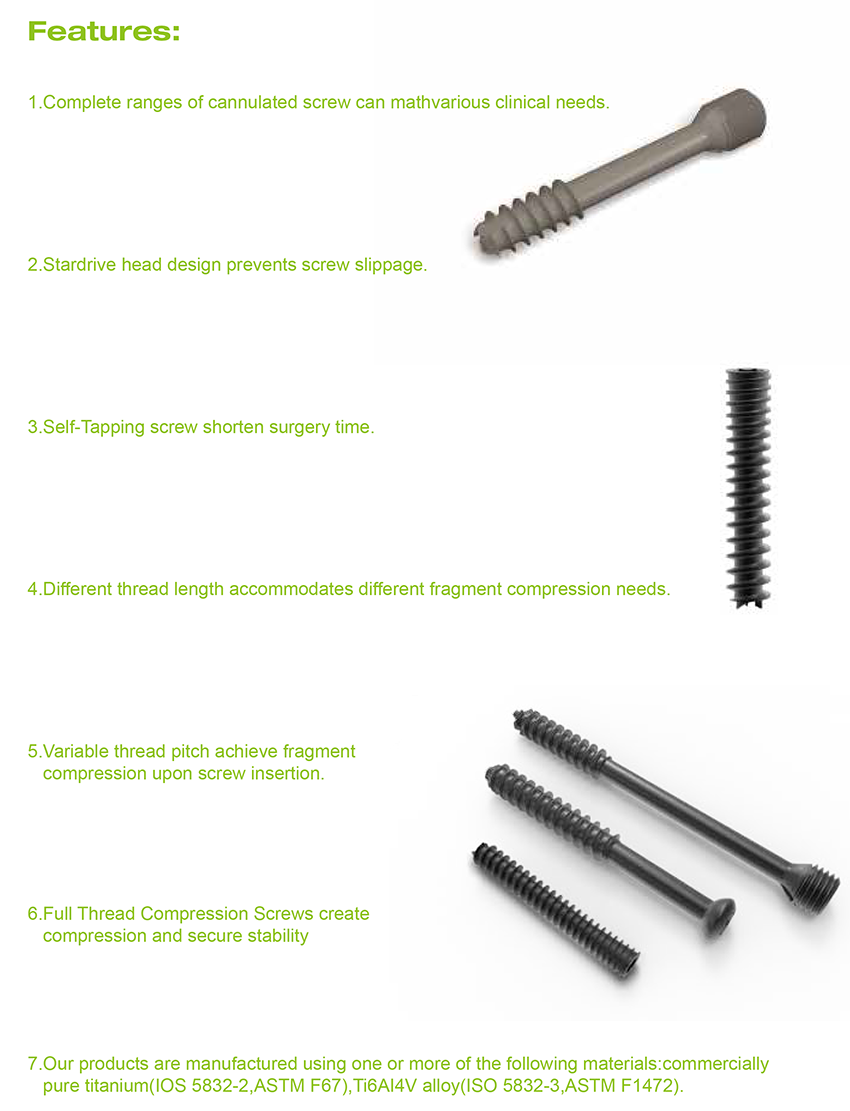 Features:
1.Complete ranges of cannulated screw can mathvarious clinical needs.
2.Stardrive head design prevents screw slippage.
3.Self-Tapping screw shorten surgery time.
4.Different thread length accommodates different fragment compression needs.
5.Variable thread pitch achieve fragment
compression upon screw insertion.
6.Full Thread Compression Screws create
compression and secure stability
7.Our products are manufactured using one or more of the following materials:commercially
pure titanium(IOS 5832-2,ASTM F67),Ti6AI4V alloy(ISO 5832-3,ASTM F1472).